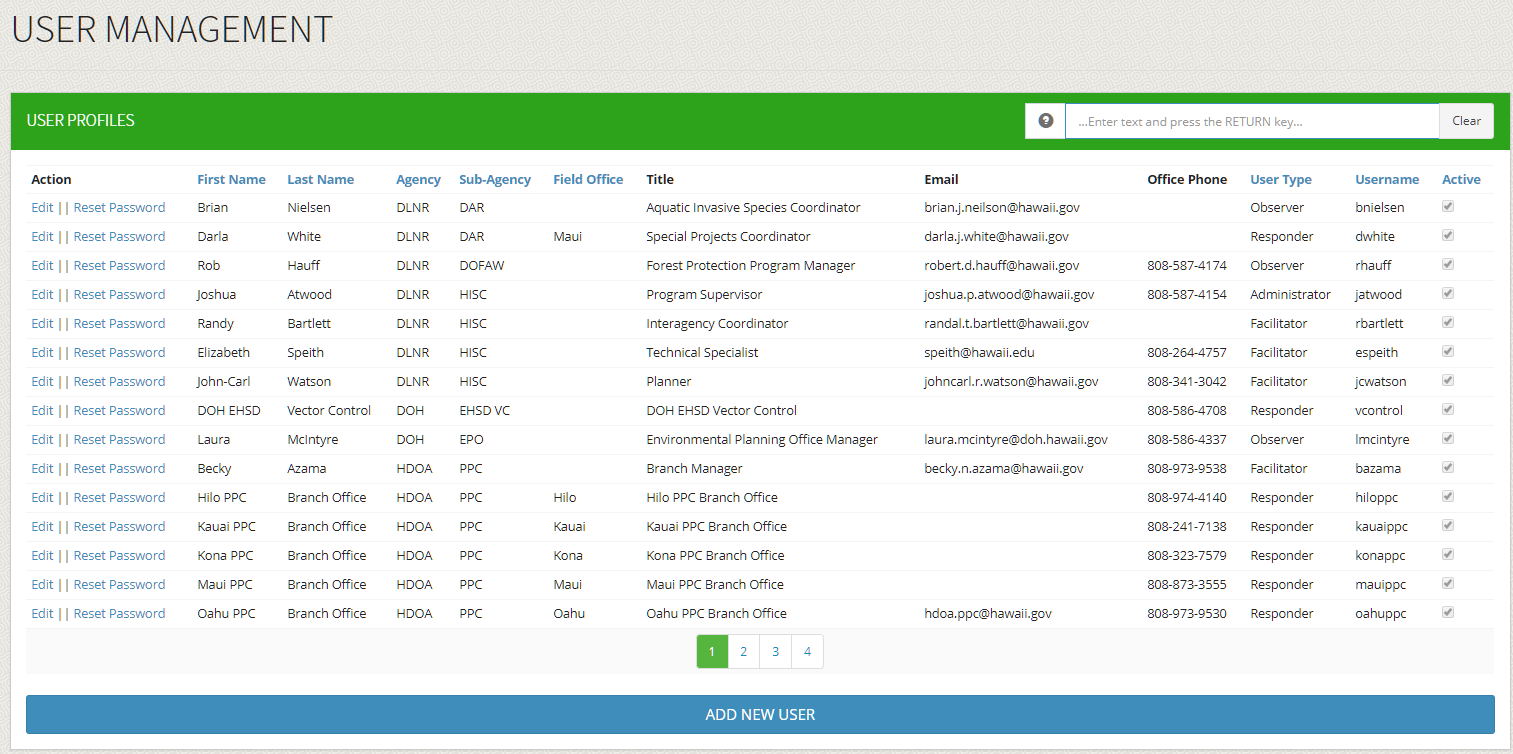 USER MANAGEMENT
USER PROFILES ...Enter text and press the RETURN key... Clear
Action First Name Last Name Agency Sub-Agency Field Office Title Email Office Phone User Type Username Active
Edit || Reset Password Brian Nielsen DLNR DAR Aquatic Invasive Species Coordinator brian.j.neilson@hawaii.gov Observer bnielsen
Edit || Reset Password Darla White DLNR DAR Maui Special Projects Coordinator darla.j.white@hawaii.gov Responder dwhite
Edit || Reset Password Rob Hauff DLNR DOFAW Forest Protection Program Manager robert.d.hauff@hawaii.gov 808-587-4174 Observer rhauff
Edit || Reset Password Joshua Atwood DLNR HISC Program Supervisor joshua.p.atwood@hawaii.gov 808-587-4154 Administrator jatwood
Edit || Reset Password Randy Bartlett DLNR HISC Interagency Coordinator randal.t.bartlett@hawaii.gov Facilitator rbartlett
Edit || Reset Password Elizabeth Speith DLNR HISC Technical Specialist speith@hawaii.edu 808-264-4757 Facilitator espeith
Edit || Reset Password John-Carl Watson DLNR HISC Planner johncarl.r.watson@hawaii.gov 808-341-3042 Facilitator jcwatson
Edit || Reset Password DOH EHSD Vector Control DOH EHSD VC DOH EHSD Vector Control 808-586-4708 Responder vcontrol
Edit || Reset Password Laura McIntyre DOH EPO Environmental Planning Office Manager laura.mcintyre@doh.hawaii.gov 808-586-4337 Observer lmcintyre
Edit || Reset Password Becky Azama HDOA PPC Branch Manager becky.n.azama@hawaii.gov 808-973-9538 Facilitator bazama
Edit || Reset Password Hilo PPC Branch Office HDOA PPC Hilo Hilo PPC Branch Office 808-974-4140 Responder hiloppc
Edit || Reset Password Kauai PPC Branch Office HDOA PPC Kauai Kauai PPC Branch Office 808-241-7138 Responder kauaippc
Edit || Reset Password Kona PPC Branch Office HDOA PPC Kona Kona PPC Branch Office 808-323-7579 Responder konappc
Edit || Reset Password Maui PPC Branch Office HDOA PPC Maui Maui PPC Branch Office 808-873-3555 Responder mauippc
Edit || Reset Password Oahu PPC Branch Office HDOA PPC Oahu Oahu PPC Branch Office hdoa.ppc@hawaii.gov 808-973-9530 Responder oahuppc
1 2 3 4
ADD NEW USER